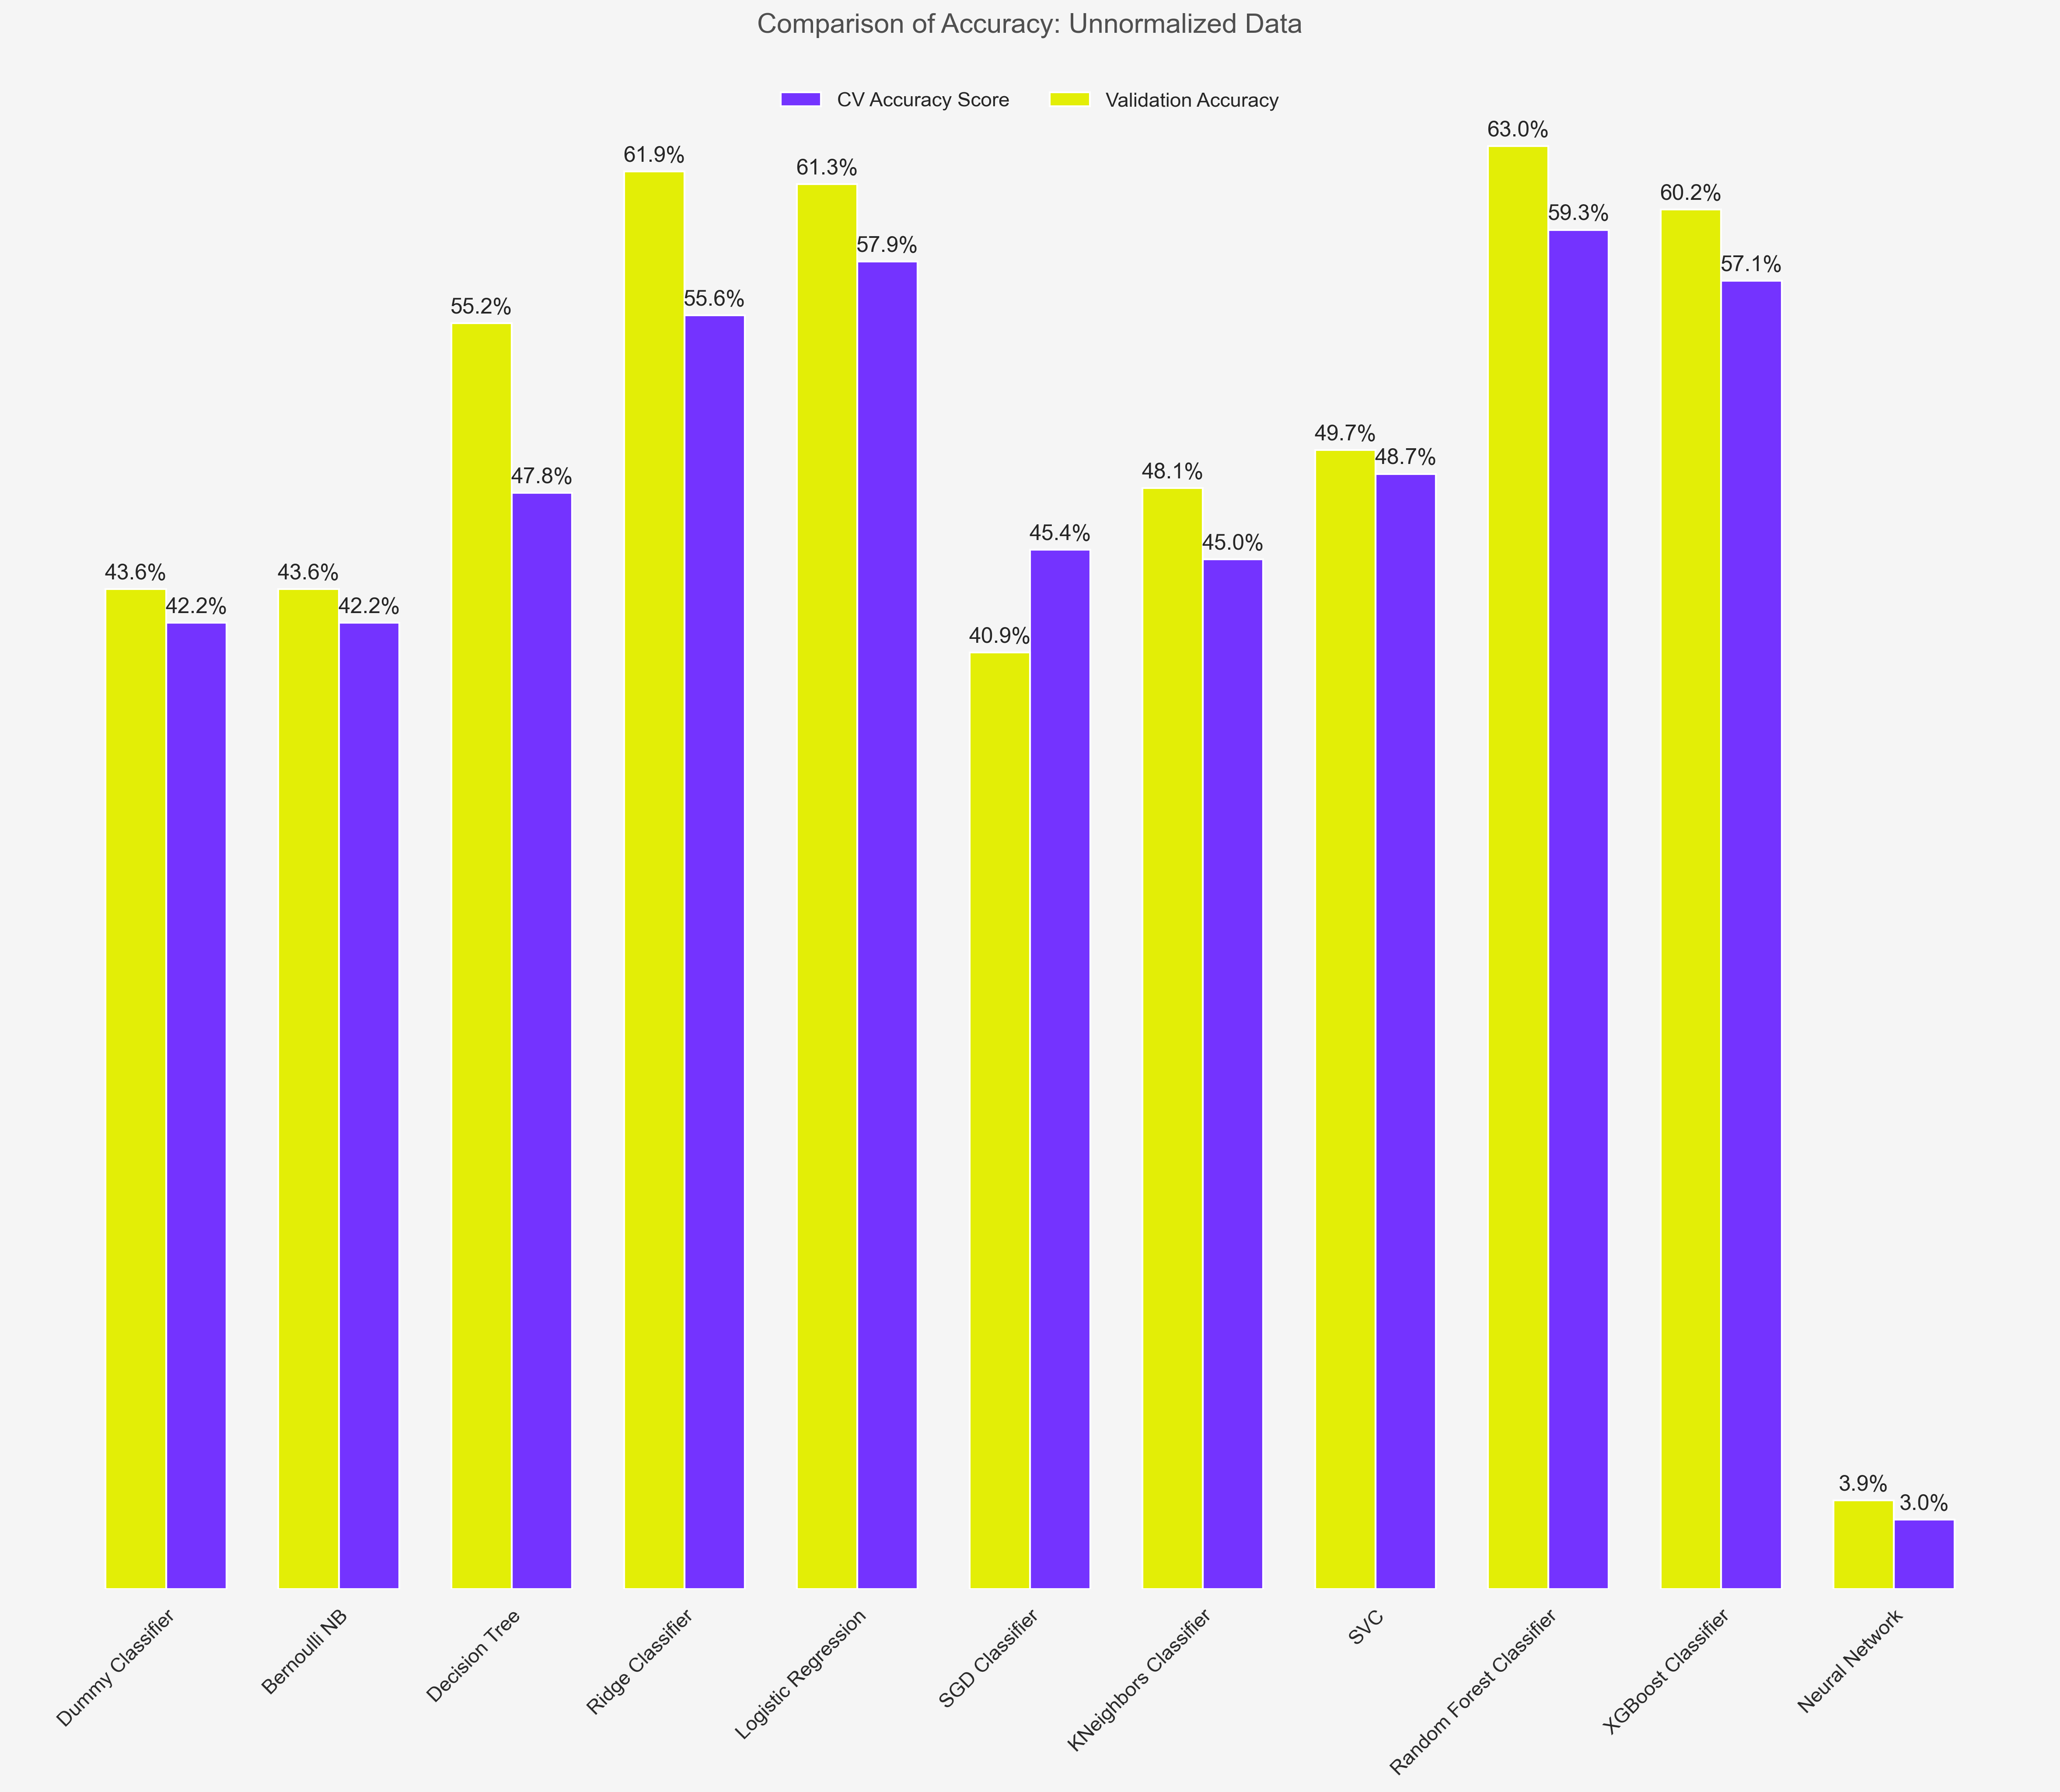 Comparison of Accuracy: Unnormalized Data
CV Accuracy Score
Validation Accuracy
43.6%
42.2%
43.6%
42.2%
55.2%
47.8%
61.9%
55.6%
61.3%
57.9%
40.9%
45.4%
48.1%
45.0%
49.7%
48.7%
63.0%
59.3%
60.2%
57.1%
3.9%
3.0%
Dummy Classifier
Bernoulli NB
Decision Tree
Ridge Classifier
Logistic Regression
SGD Classifier
KNeighbors Classifier
SVC
Random Forest Classifier
XGBoost Classifier
Neural Network